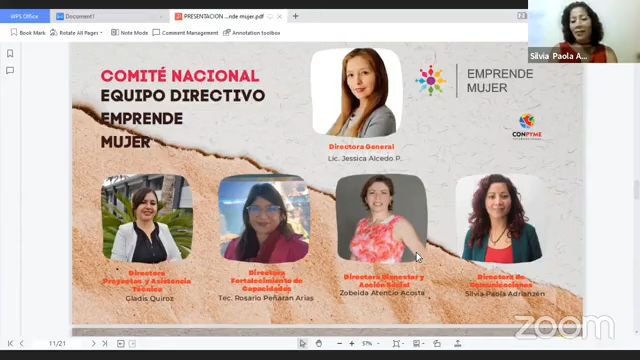 WPS Office
Document1
PRESENTACION ...nde mujer.pdf
Book Mark
Rotate All Pages
Note Mode
Comment Management
Annotation toolbox
Silvia Paola A...
COMITÉ NACIONAL
EQUIPO DIRECTIVO
EMPRENDE
MUJER
EMPRENDE
MUJER
CONPYME
Directora General
Lic. Jessica Alcedo P.
Directora
Proyectos y Asistencia
Técnica
Gladis Quiroz
Directora
Fortalecimiento de
Capacidades
Tec. Rosario Peñaran Arias
Directora Bienestar y
Acción Social
Zobeida Atencio Acosta
Directora de
Comunicaciones
Silvia Paola Adrianzén
11/21
57%
zoom